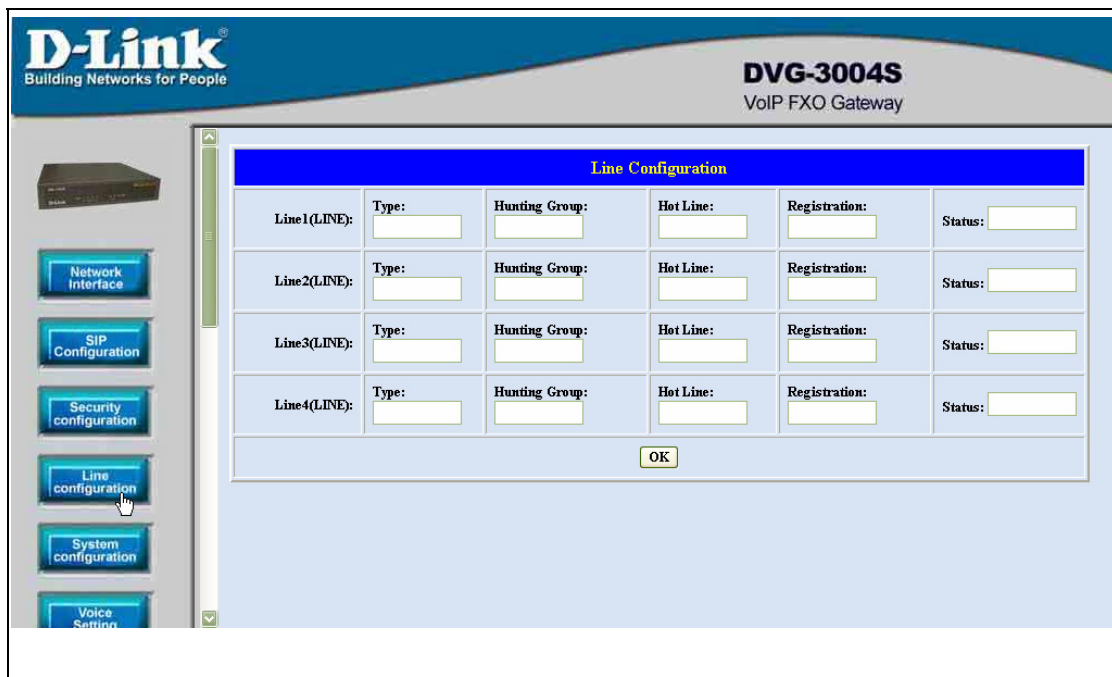 D-Link®
Building Networks for People
DVG-3004S
VoIP FXO Gateway
Network
Interface
SIP
Configuration
Security
configuration
Line
configuration
System
configuration
Voice
Setting
Line Configuration
Line1(LINE): Type: Hunting Group: Hot Line: Registration: Status:
Line2(LINE): Type: Hunting Group: Hot Line: Registration: Status:
Line3(LINE): Type: Hunting Group: Hot Line: Registration: Status:
Line4(LINE): Type: Hunting Group: Hot Line: Registration: Status:
OK